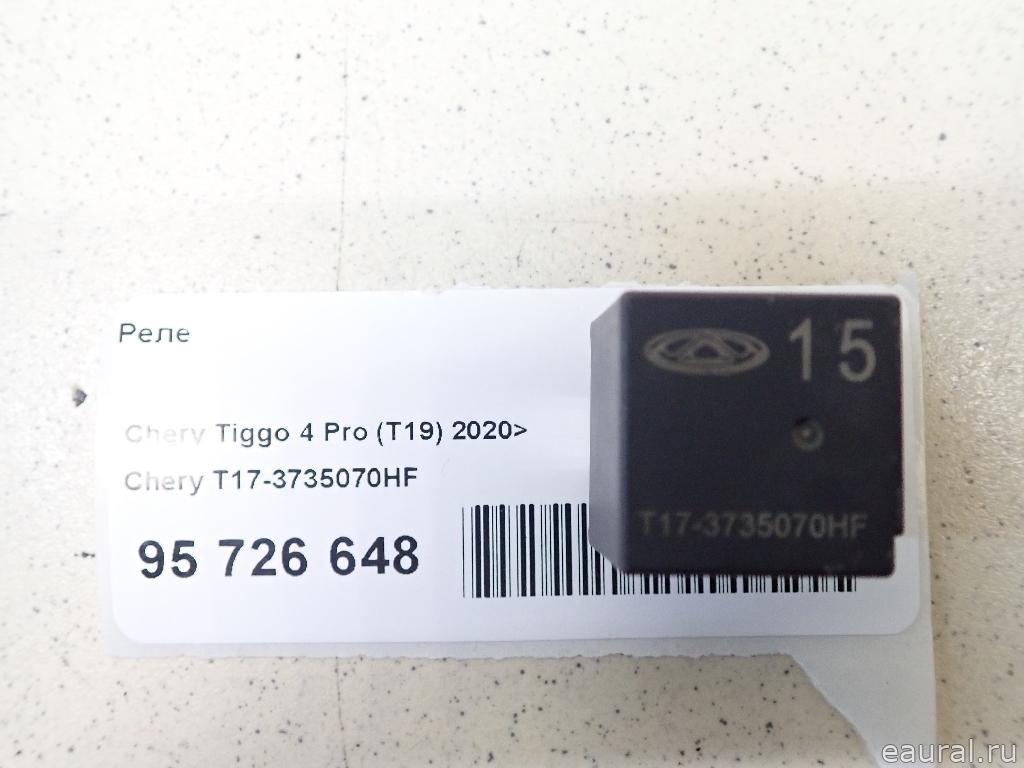 Реле
Chery Tiggo 4 Pro (T19) 2020>
Chery T17-3735070HF
95 726 648
15
T17-3735070HF
eaural.ru